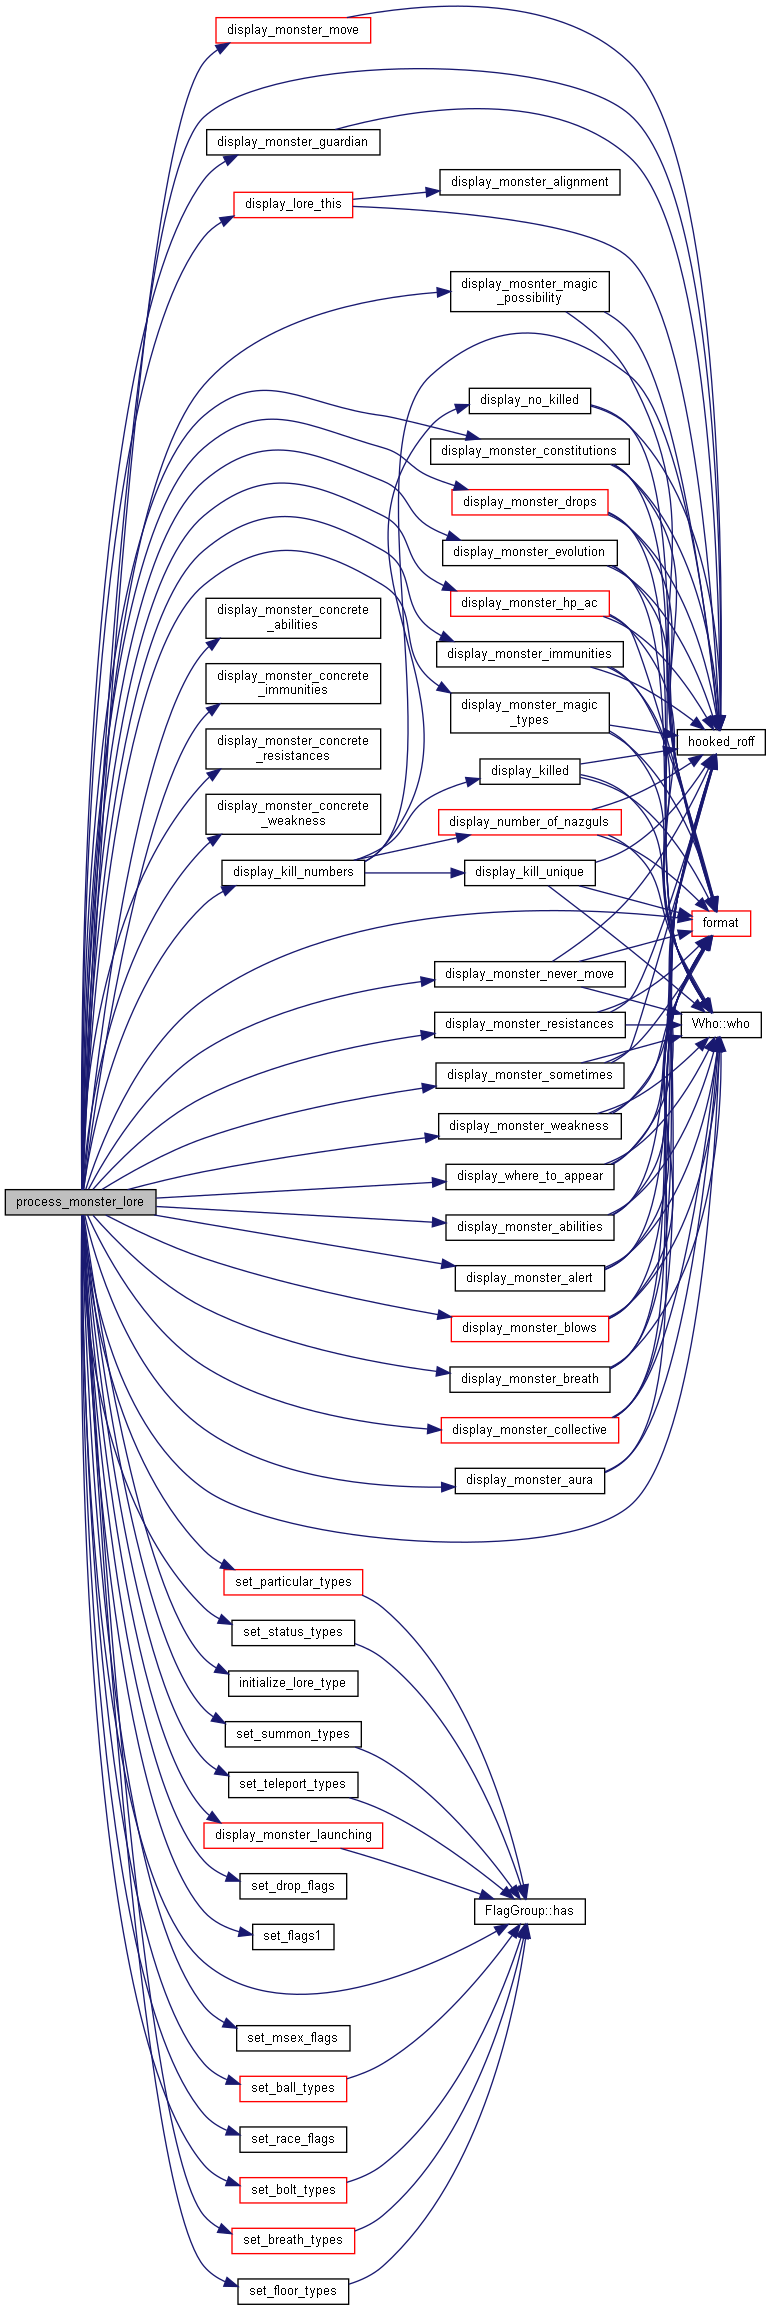 display_monster_move
display_monster_guardian
display_monster_alignment
display_lore_this
display_mosnter_magic
_possibility
display_no_killed
display_monster_constitutions
display_monster_drops
display_monster_evolution
display_monster_hp_ac
display_monster_concrete
_abilities
display_monster_immunities
display_monster_concrete
_immunities
display_monster_magic
_types
display_monster_concrete
_resistances
hooked_roff
display_killed
display_monster_concrete
_weakness
display_number_of_nazguls
display_kill_numbers
display_kill_unique
format
display_monster_never_move
display_monster_resistances
Who::who
display_monster_sometimes
display_monster_weakness
display_where_to_appear
process_monster_lore
display_monster_abilities
display_monster_alert
display_monster_blows
display_monster_breath
display_monster_collective
display_monster_aura
set_particular_types
set_status_types
initialize_lore_type
set_summon_types
set_teleport_types
display_monster_launching
set_drop_flags
FlagGroup::has
set_flags1
set_msex_flags
set_ball_types
set_race_flags
set_bolt_types
set_breath_types
set_floor_types